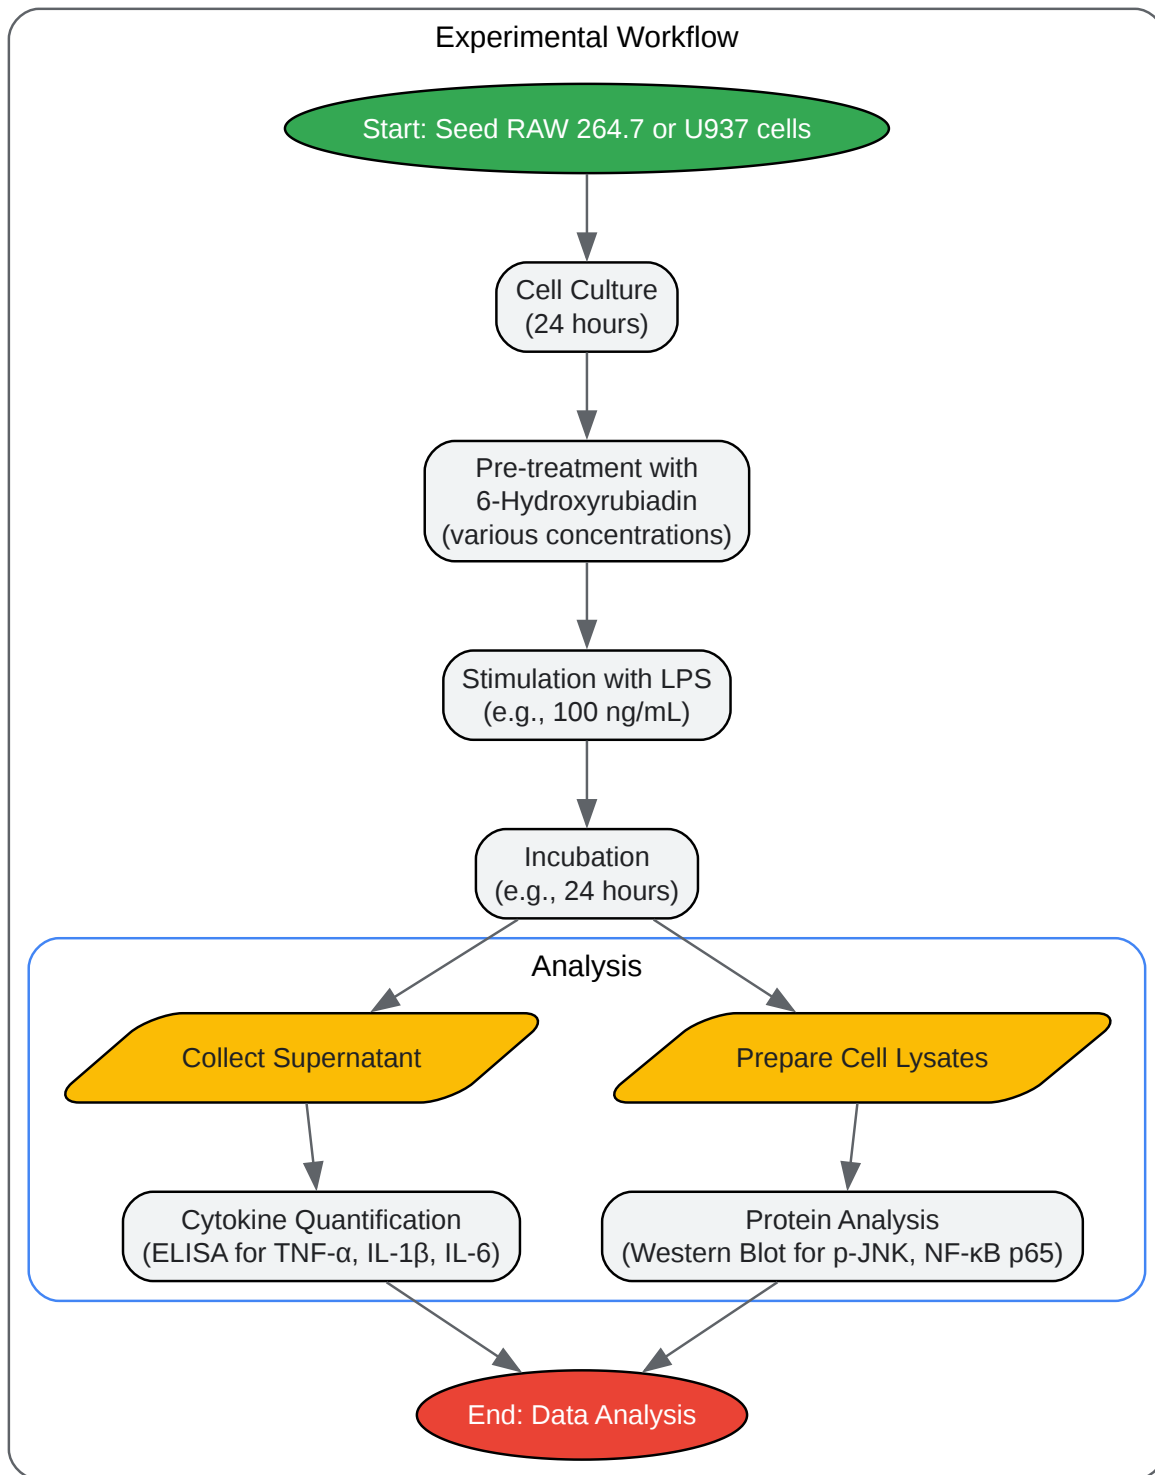 Experimental Workflow
Start: Seed RAW 264.7 or U937 cells
Cell Culture
(24 hours)
Pre-treatment with
6-Hydroxyrubiadin
(various concentrations)
Stimulation with LPS
(e.g., 100 ng/mL)
Incubation
(e.g., 24 hours)
Analysis
Collect Supernatant
Prepare Cell Lysates
Cytokine Quantification
(ELISA for TNF-α, IL-1β, IL-6)
Protein Analysis
(Western Blot for p-JNK, NF-κB p65)
End: Data Analysis